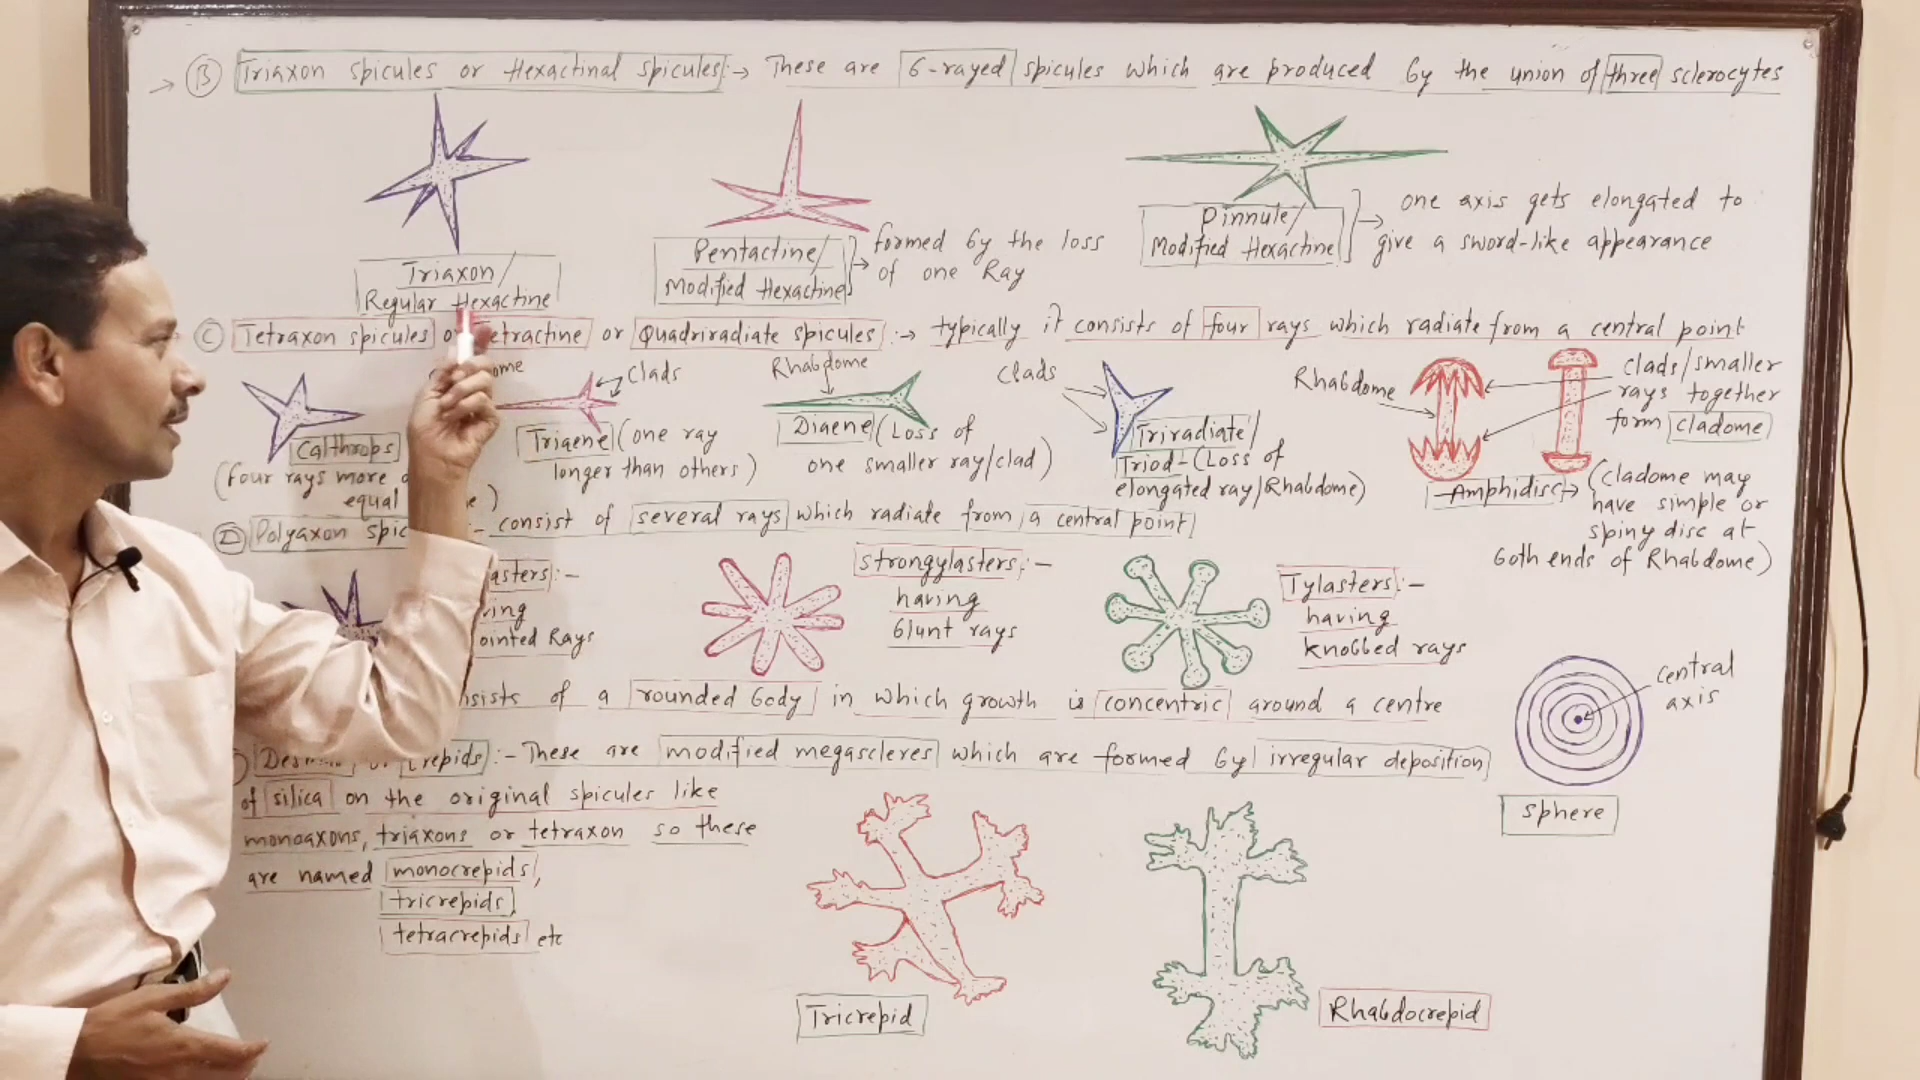 → (B) Triaxon spicules or Hexactinal spicules :→ These are 6-rayed spicules which are produced by the union of three sclerocytes
Triaxon/
Regular Hexactine
Pentactine/
Modified Hexactine
→ formed by the loss
of one Ray
Pinnule/
Modified Hexactine
→ one axis gets elongated to
give a sword-like appearance
(C) Tetraxon spicules or Tetractine or Quadriradiate spicules :→ typically it consists of four rays which radiate from a central point
Calthrops
(four rays more
equal
Clads
Triaene (one ray
longer than others)
Rhabdome
Diaene (Loss of
one smaller ray/clad)
Clads
Triradiate/
Triod-(Loss of
elongated ray/Rhabdome)
Rhabdome
clads/smaller
rays together
form cladome
Amphidisc→ (Cladome may
have simple or
spiny disc at
both ends of Rhabdome)
(D) Polyaxon :- consist of several rays which radiate from a central point
:-
Rays
strongylasters:-
having
blunt rays
Tylasters:-
having
knobbed rays
of a rounded body in which growth is concentric around a centre
central
axis
sphere
crepids :- These are modified megascleres which are formed by irregular deposition
of silica on the original spicules like
monoaxons, triaxons or tetraxon so these
are named monocrepids,
tricrepids,
tetracrepids etc
Tricrepid
Rhabdocrepid